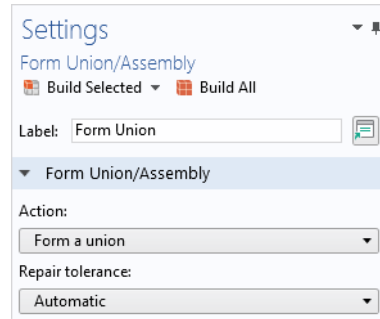 Settings
Form Union/Assembly
Build Selected Build All
Label: Form Union
Form Union/Assembly
Action:
Form a union
Repair tolerance:
Automatic